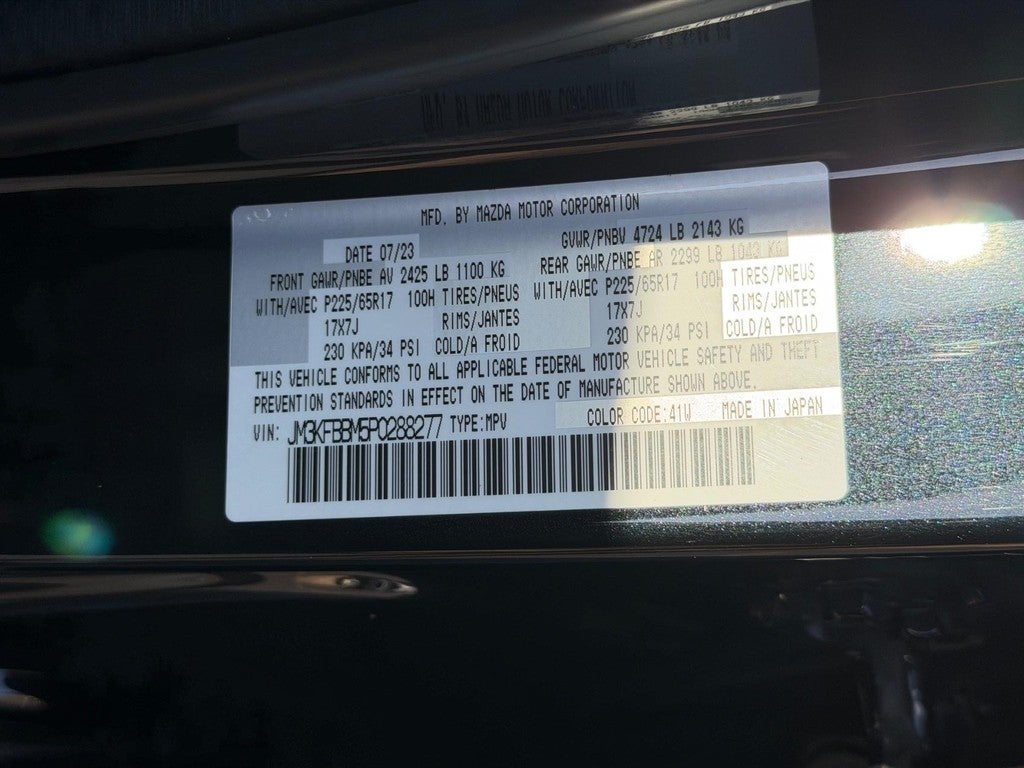 MFD. BY MAZDA MOTOR CORPORATION
DATE 07/23 GVWR/PNBV 4724 LB 2143 KG
FRONT GAWR/PNBE AV 2425 LB 1100 KG REAR GAWR/PNBE AR 2299 LB 1043 KG
WITH/AVEC P225/65R17 100H TIRES/PNEUS WITH/AVEC P225/65R17 100H TIRES/PNEUS
17X7J RIMS/JANTES 17X7J RIMS/JANTES
230 KPA/34 PSI COLD/A FROID 230 KPA/34 PSI COLD/A FROID
THIS VEHICLE CONFORMS TO ALL APPLICABLE FEDERAL MOTOR VEHICLE SAFETY AND THEFT
PREVENTION STANDARDS IN EFFECT ON THE DATE OF MANUFACTURE SHOWN ABOVE.
VIN: JM3KFBBM5P0288277 TYPE:MPV COLOR CODE:41W MADE IN JAPAN